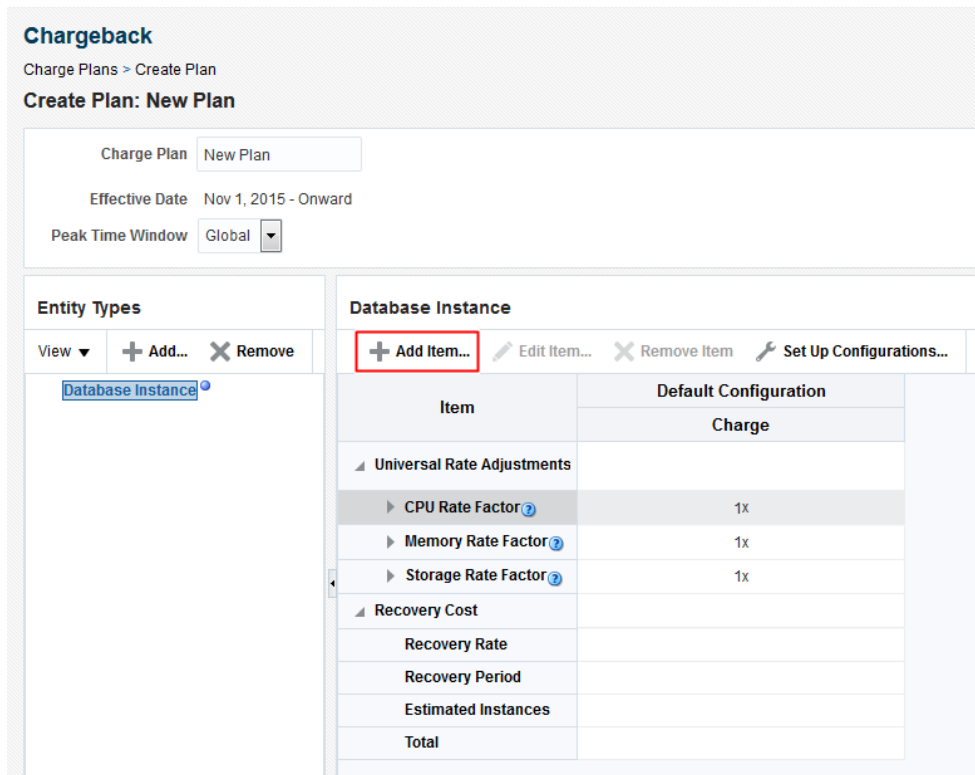 Chargeback
Charge Plans > Create Plan
Create Plan: New Plan
Charge Plan New Plan
Effective Date Nov 1, 2015 - Onward
Peak Time Window Global
Entity Types
View Add... Remove
Database Instance
Database Instance
Add Item... Edit Item... Remove Item Set Up Configurations...
Item
Default Configuration
Charge
Universal Rate Adjustments
CPU Rate Factor ? 1x
Memory Rate Factor ? 1x
Storage Rate Factor ? 1x
Recovery Cost
Recovery Rate
Recovery Period
Estimated Instances
Total